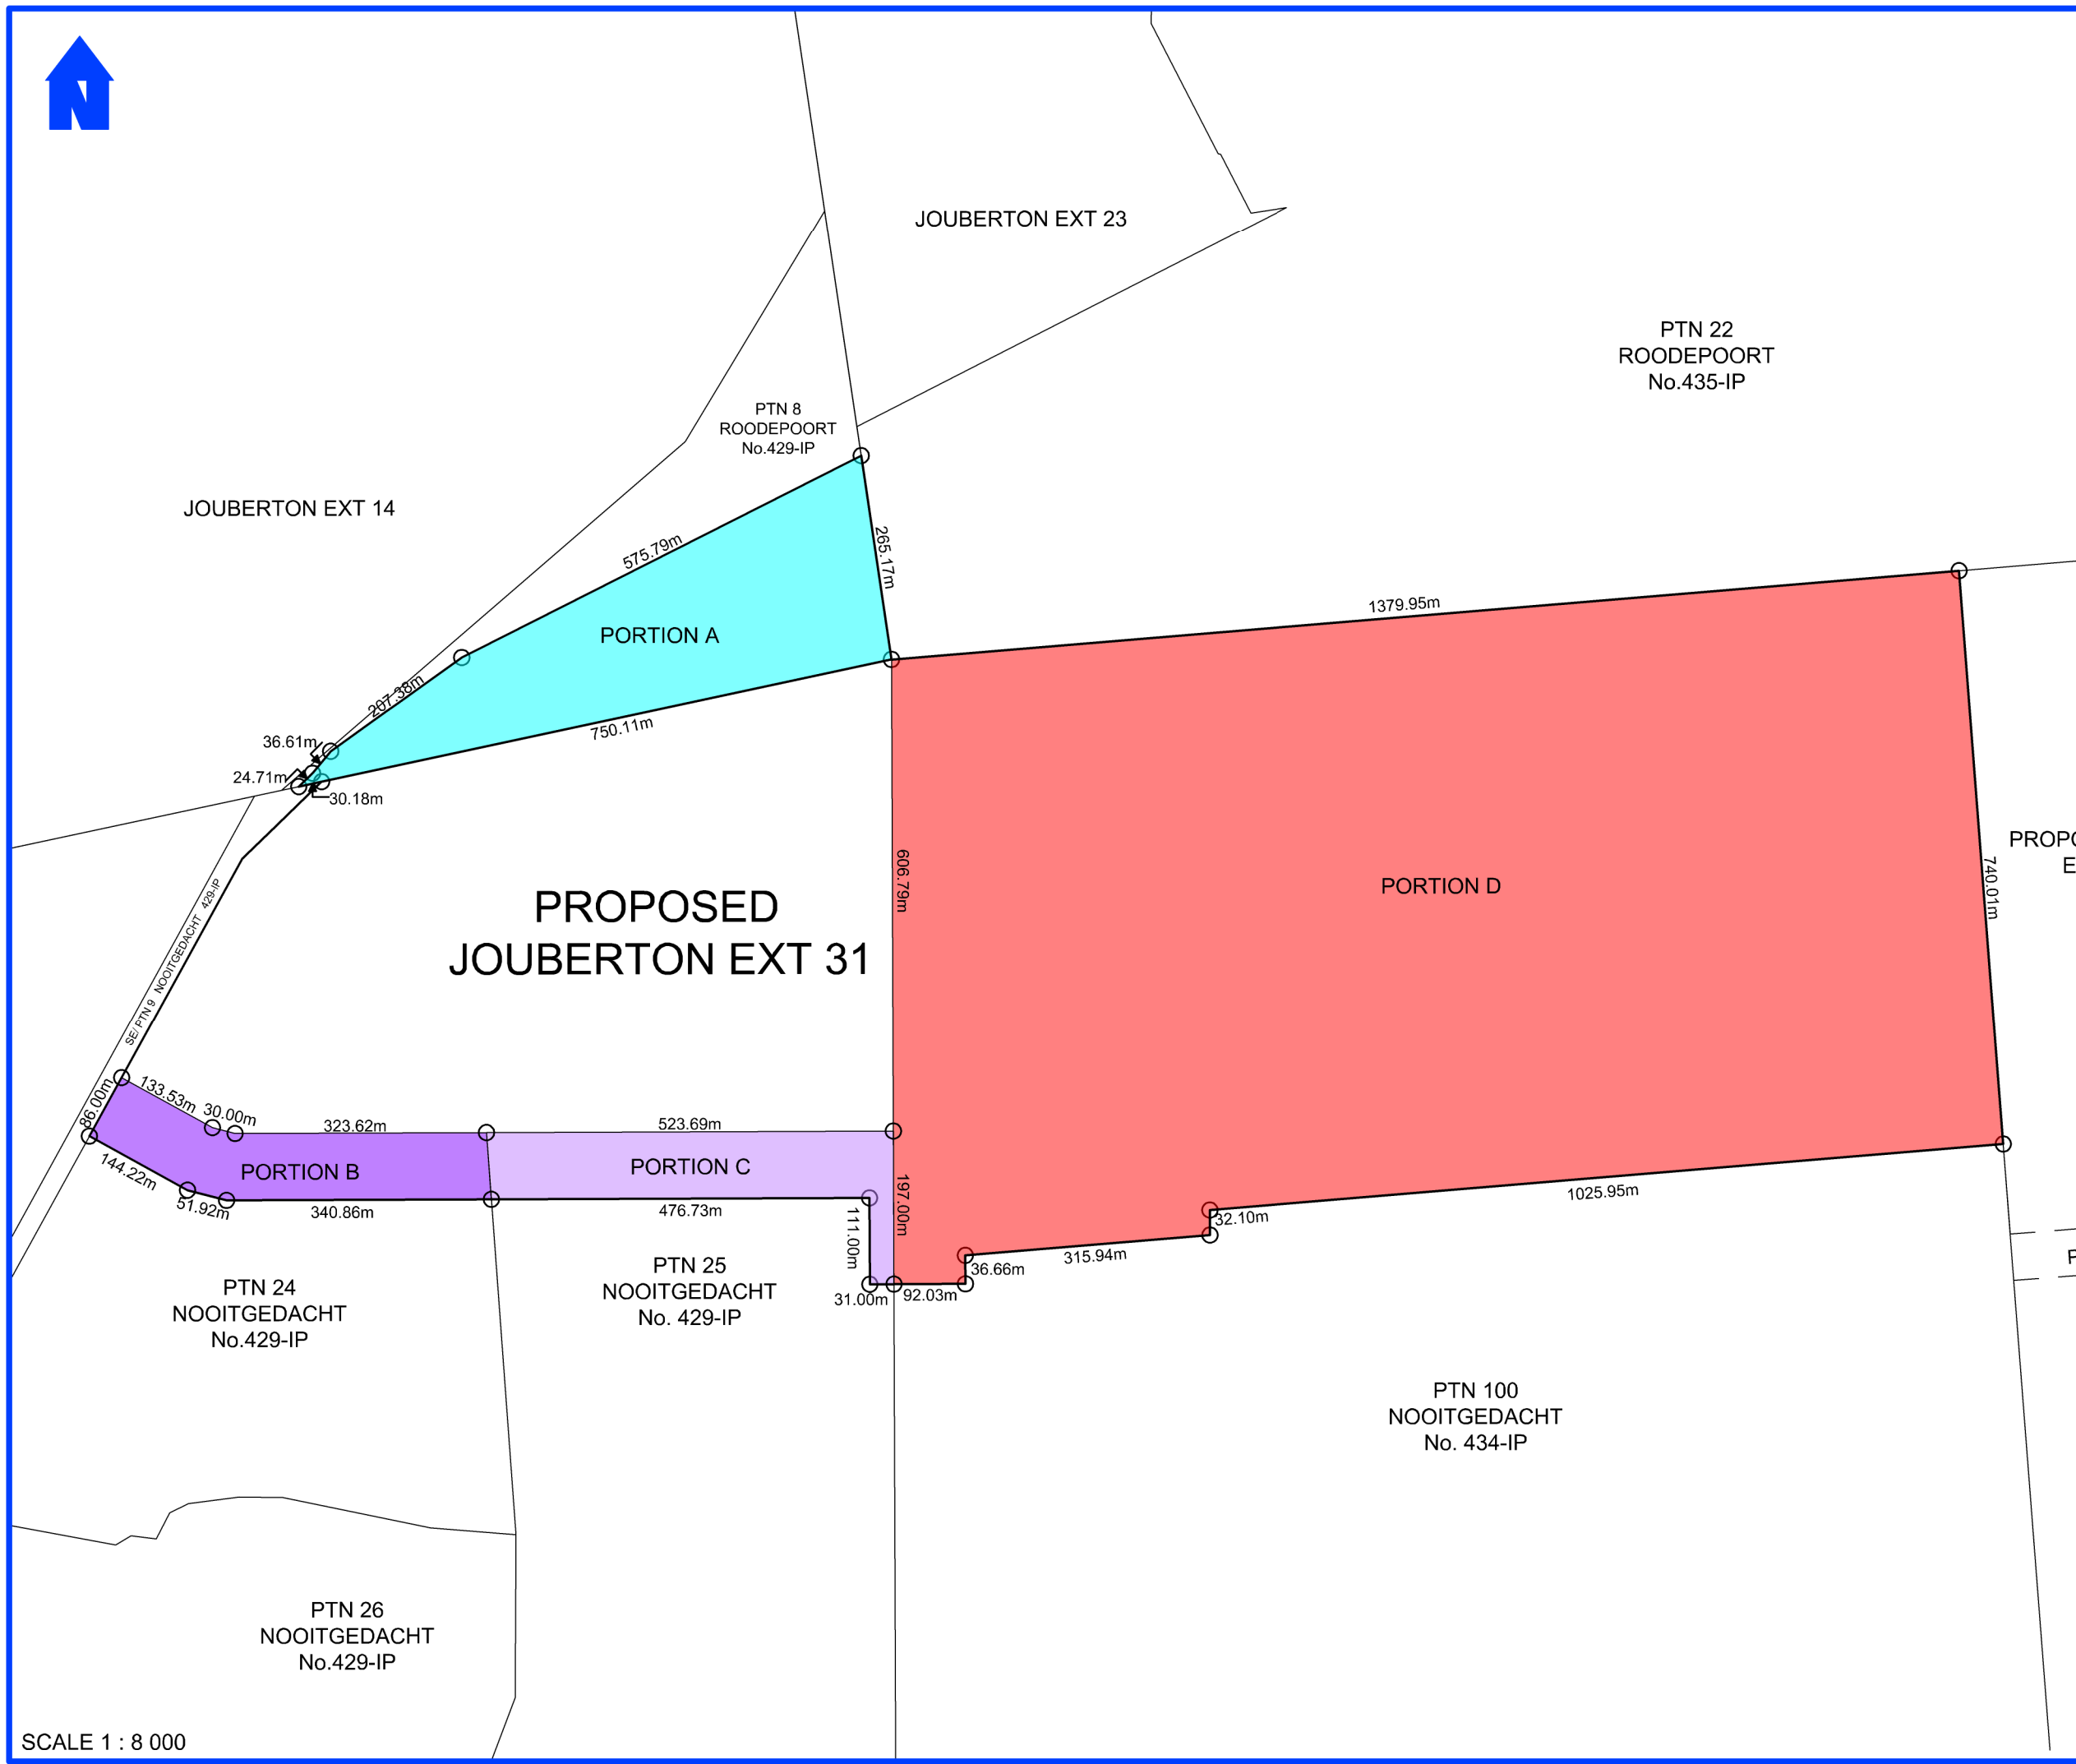 N
JOUBERTON EXT 23
PTN 22
ROODEPOORT
No.435-IP
PTN 8
ROODEPOORT
No.429-IP
JOUBERTON EXT 14
575.79m
265.17m
1379.95m
PORTION A
207.38m
750.11m
36.61m
24.71m
30.18m
PROPO
E
606.79m
PORTION D
740.01m
PROPOSED
JOUBERTON EXT 31
SE/ PTN 9 NOOITGEDACHT 429-IP
86.00m
133.53m
30.00m
323.62m
523.69m
PORTION B
PORTION C
144.22m
51.92m
340.86m
476.73m
197.00m
111.00m
1025.95m
32.10m
315.94m
36.66m
31.00m
92.03m
P
PTN 24
NOOITGEDACHT
No.429-IP
PTN 25
NOOITGEDACHT
No. 429-IP
PTN 100
NOOITGEDACHT
No. 434-IP
PTN 26
NOOITGEDACHT
No.429-IP
SCALE 1 : 8 000